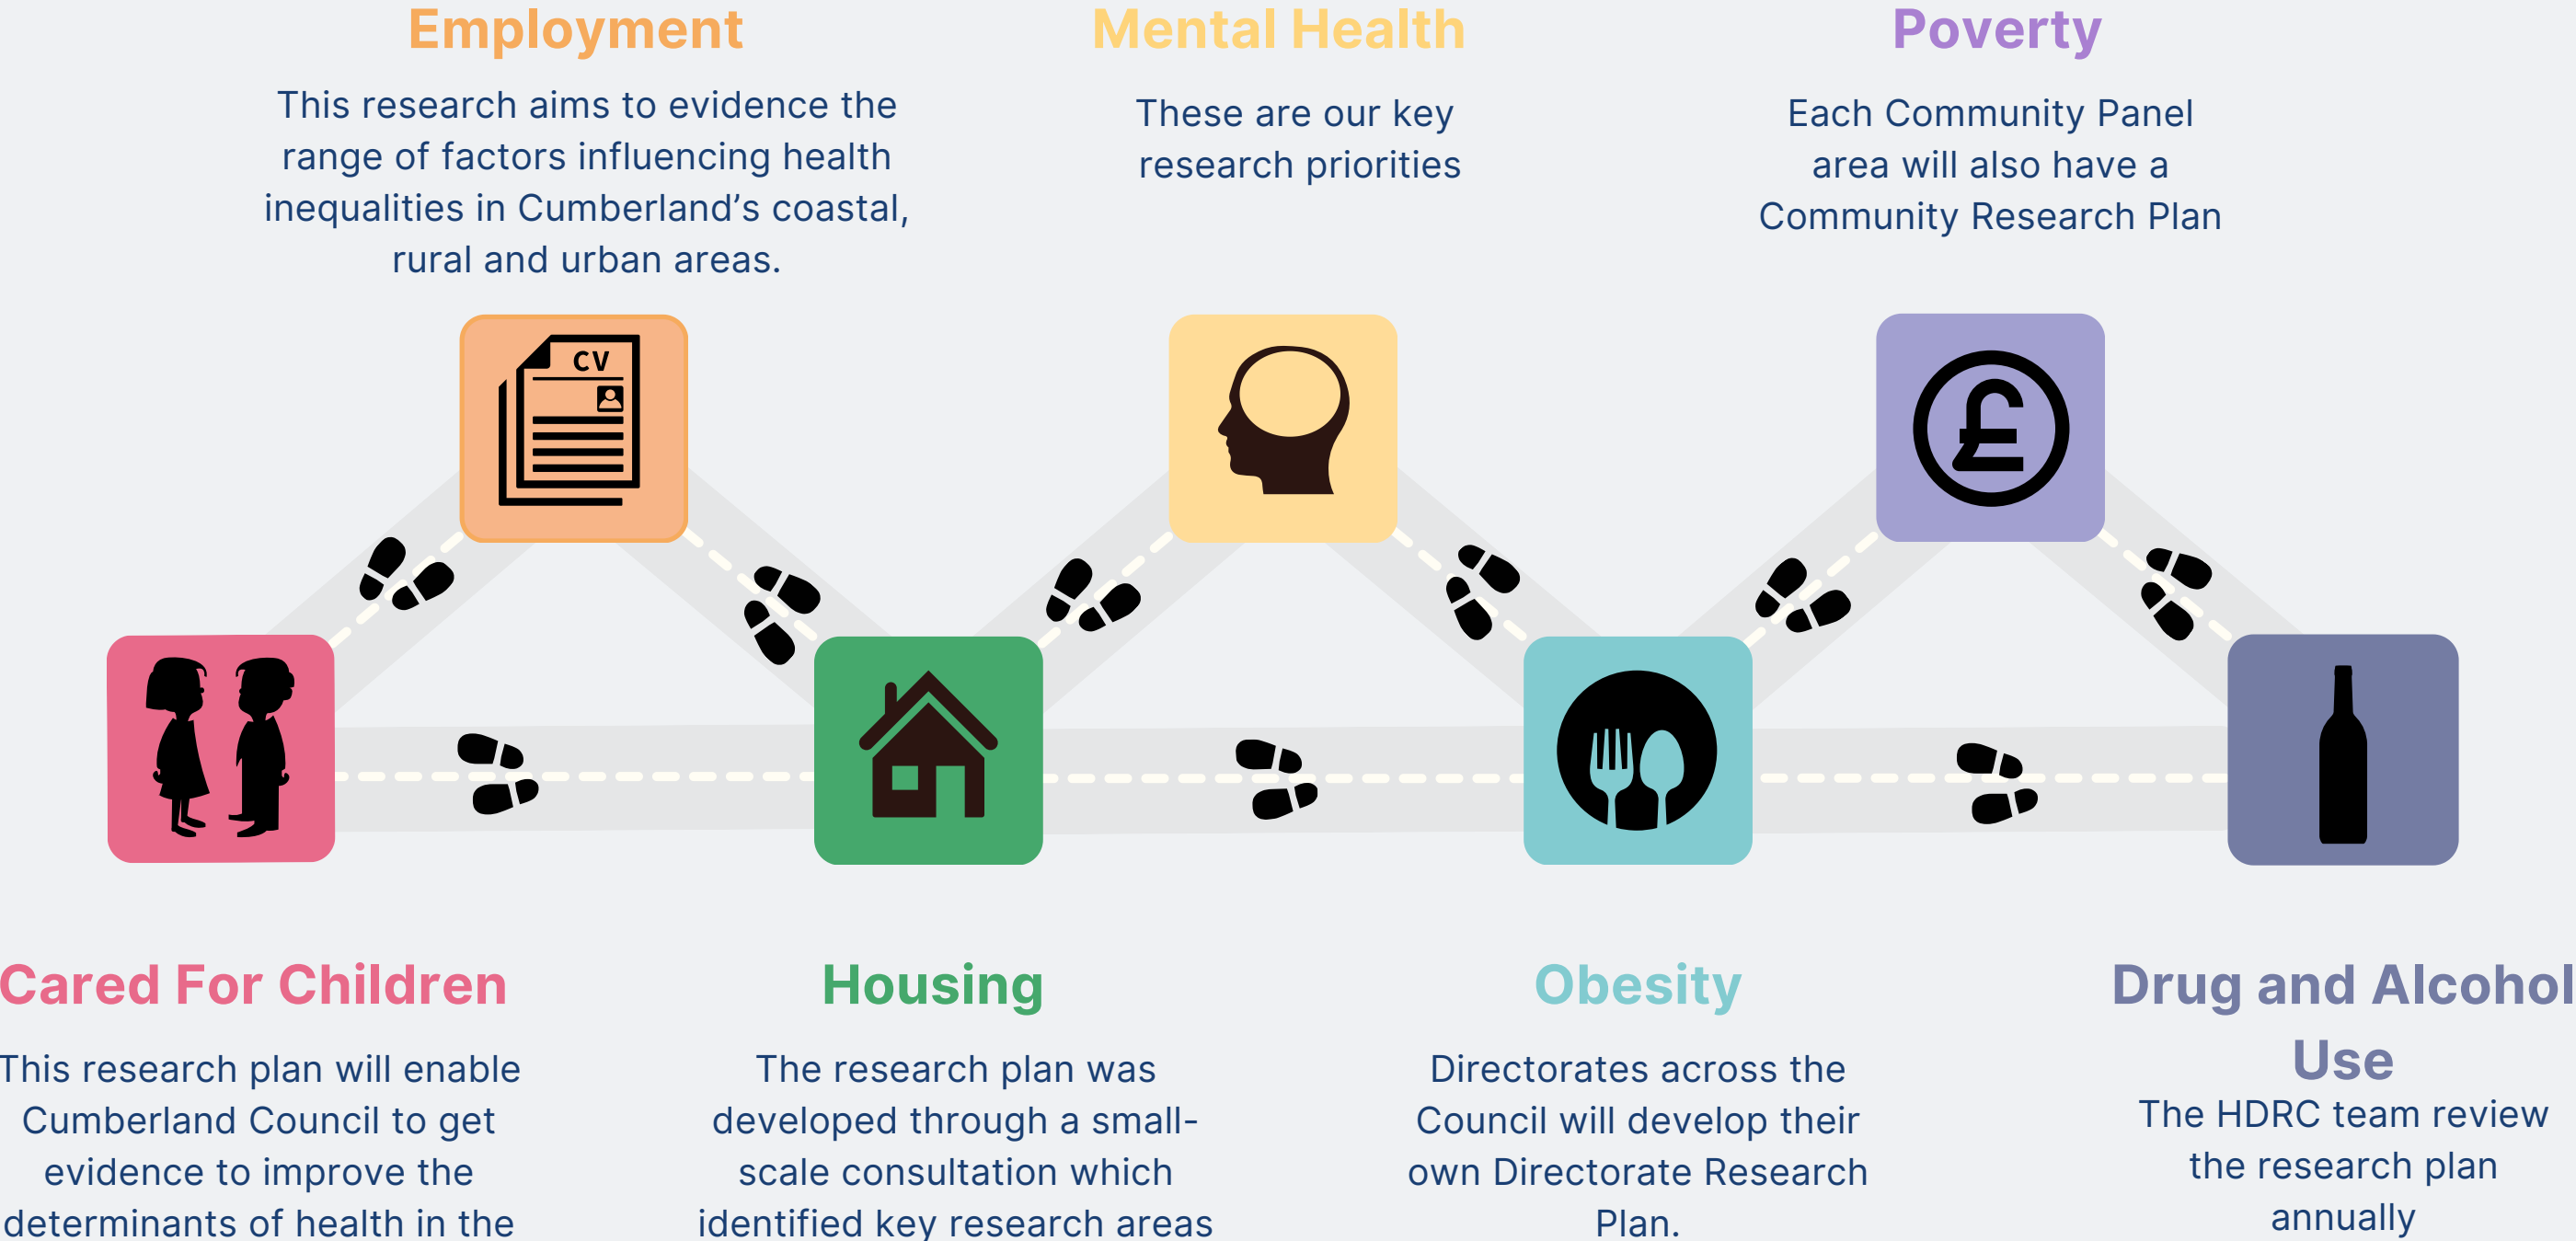 Employment
This research aims to evidence the
range of factors influencing health
inequalities in Cumberland’s coastal,
rural and urban areas.
Mental Health
These are our key
research priorities
Poverty
Each Community Panel
area will also have a
Community Research Plan
CV
£
Cared For Children
This research plan will enable
Cumberland Council to get
evidence to improve the
determinants of health in the
Housing
The research plan was
developed through a small-
scale consultation which
identified key research areas
Obesity
Directorates across the
Council will develop their
own Directorate Research
Plan.
Drug and Alcohol
Use
The HDRC team review
the research plan
annually